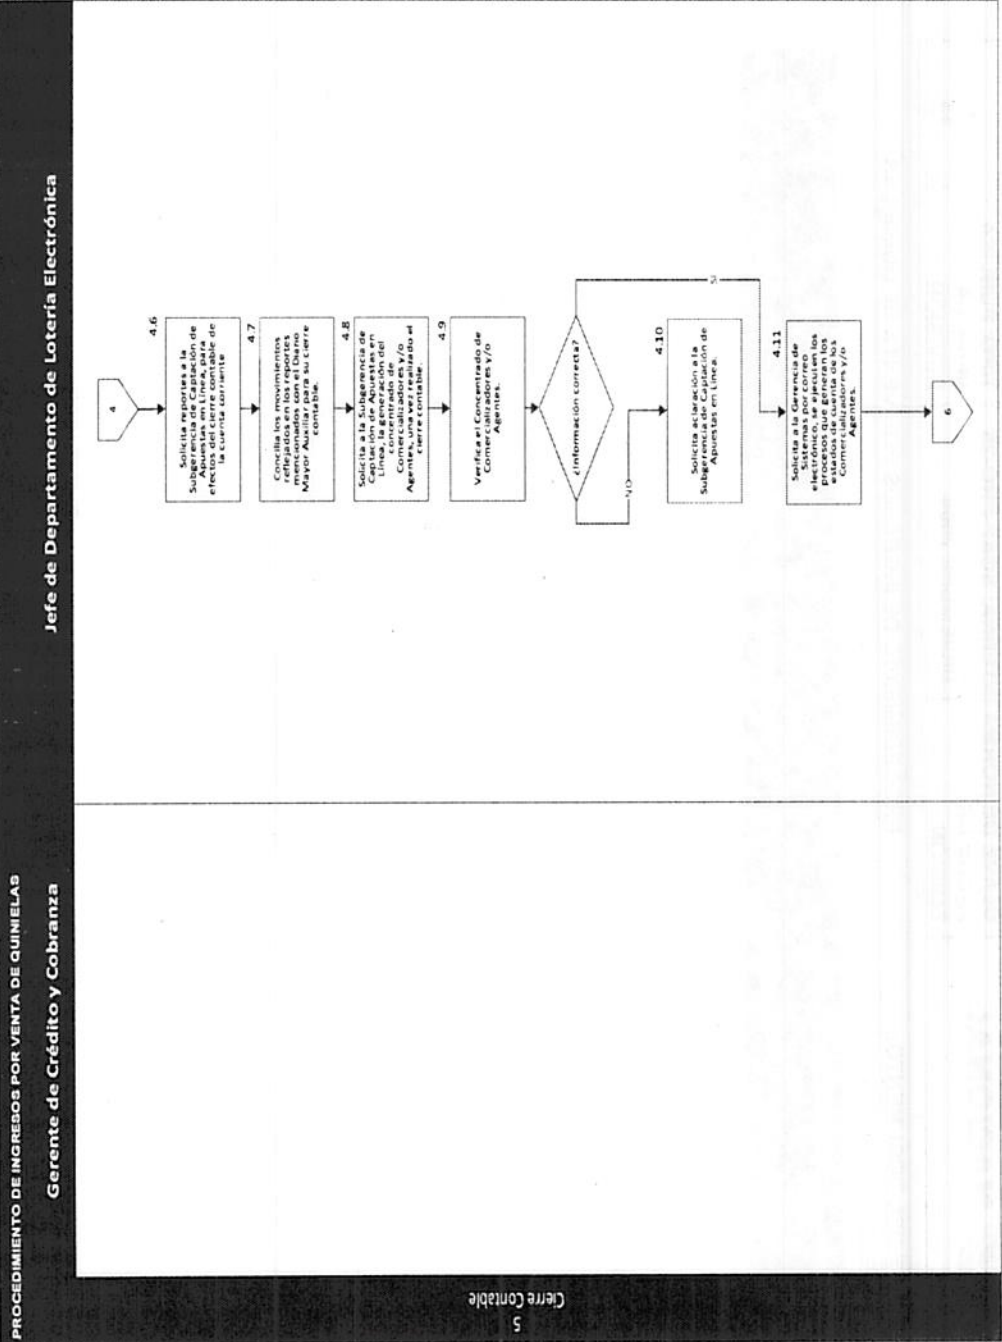 PROCEDIMIENTO DE INGRESOS POR VENTA DE QUINIELAS
Gerente de Crédito y Cobranza
Jefe de Departamento de Lotería Electrónica
5
Cierre Contable
4
4.6
Solicita reportes a la
Subgerencia de Captación de
Apuestas en Línea, para
efectos del cierre contable de
la cuenta corriente
4.7
Concilia los movimientos
reflejados en los reportes
mencionados con el Diario
Mayor Auxiliar para su cierre
contable.
4.8
Solicita a la Subgerencia de
Captación de Apuestas en
Línea, la generación del
concentrado de
Comercializadores y/o
Agentes, una vez realizado el
cierre contable.
4.9
Verifica el Concentrado de
Comercializadores y/o
Agentes.
¿Información correcta?
NO
4.10
Solicita aclaración a la
Subgerencia de Captación de
Apuestas en Línea.
4.11
Solicita a la Gerencia de
Sistemas por correo
electrónico, se ejecuten los
procesos que generan los
estados de cuenta de los
Comercializadores y/o
Agentes.
6